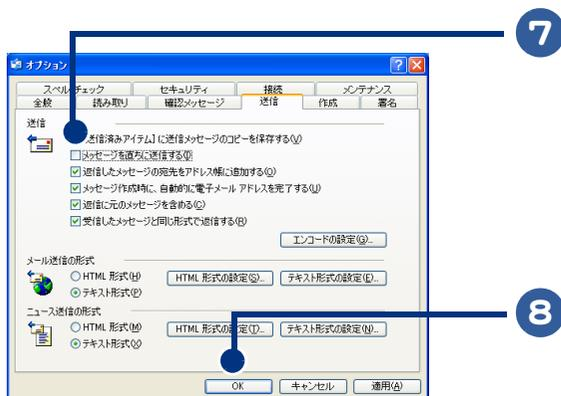 7
オプション
スペル チェック セキュリティ 接続 メンテナンス
全般 読み取り 確認メッセージ 送信 作成 署名
送信
送信済みアイテム] に送信メッセージのコピーを保存する(V)
メッセージを直ちに送信する(I)
返信したメッセージの宛先をアドレス帳に追加する(O)
メッセージ作成時に、自動的に電子メール アドレスを完了する(U)
返信に元のメッセージを含める(C)
受信したメッセージと同じ形式で返信する(R)
エンコードの設定(G)...
メール送信の形式
HTML 形式(H) HTML 形式の設定(S)... テキスト形式の設定(E)...
テキスト形式(P)
ニュース送信の形式
HTML 形式(M) HTML 形式の設定(T)... テキスト形式の設定(N)...
テキスト形式(X)
8
OK キャンセル 適用(A)